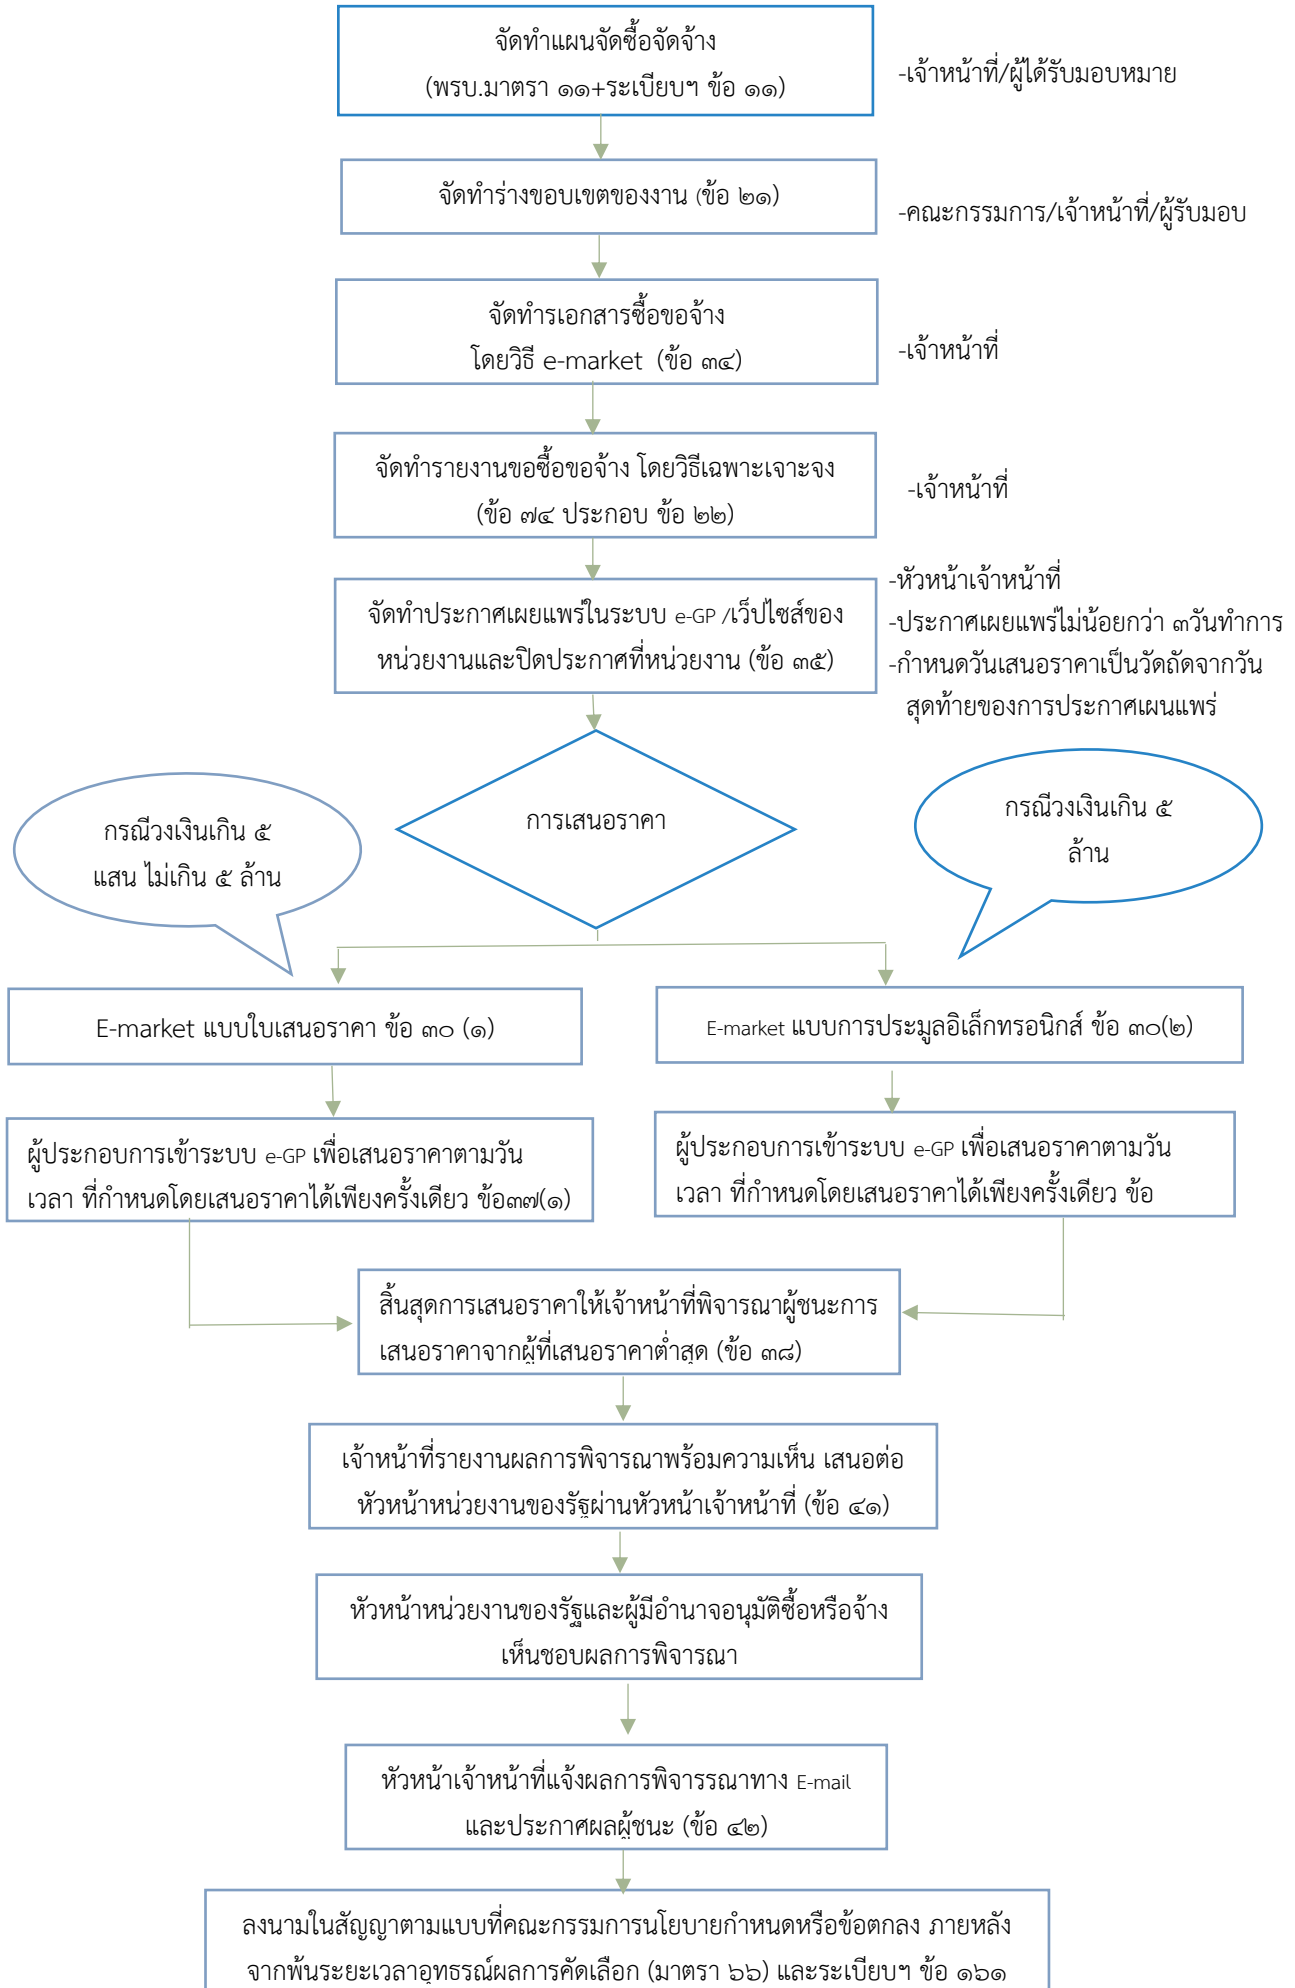 จัดทำแผนจัดซื้อจัดจ้าง
(พรบ.มาตรา ๑๑+ระเบียบฯ ข้อ ๑๑)
-เจ้าหน้าที่/ผู้ได้รับมอบหมาย
จัดทำร่างขอบเขตของงาน (ข้อ ๒๑)
-คณะกรรมการ/เจ้าหน้าที่/ผู้รับมอบ
จัดทำรเอกสารซื้อขอจ้าง
โดยวิธี e-market (ข้อ ๓๔)
-เจ้าหน้าที่
จัดทำรายงานขอซื้อขอจ้าง โดยวิธีเฉพาะเจาะจง
(ข้อ ๗๔ ประกอบ ข้อ ๒๒)
-เจ้าหน้าที่
จัดทำประกาศเผยแพร่ในระบบ e-GP /เว็ปไซส์ของ
หน่วยงานและปิดประกาศที่หน่วยงาน (ข้อ ๓๕)
-หัวหน้าเจ้าหน้าที่
-ประกาศเผยแพร่ไม่น้อยกว่า ๓วันทำการ
-กำหนดวันเสนอราคาเป็นวัดถัดจากวัน
สุดท้ายของการประกาศเผนแพร่
การเสนอราคา
กรณีวงเงินเกิน ๕
แสน ไม่เกิน ๕ ล้าน
กรณีวงเงินเกิน ๕
ล้าน
E-market แบบใบเสนอราคา ข้อ ๓๐ (๑)
E-market แบบการประมูลอิเล็กทรอนิกส์ ข้อ ๓๐(๒)
ผู้ประกอบการเข้าระบบ e-GP เพื่อเสนอราคาตามวัน
เวลา ที่กำหนดโดยเสนอราคาได้เพียงครั้งเดียว ข้อ๓๗(๑)
ผู้ประกอบการเข้าระบบ e-GP เพื่อเสนอราคาตามวัน
เวลา ที่กำหนดโดยเสนอราคาได้เพียงครั้งเดียว ข้อ
สิ้นสุดการเสนอราคาให้เจ้าหน้าที่พิจารณาผู้ชนะการ
เสนอราคาจากผู้ที่เสนอราคาต่ำสุด (ข้อ ๓๘)
เจ้าหน้าที่รายงานผลการพิจารณาพร้อมความเห็น เสนอต่อ
หัวหน้าหน่วยงานของรัฐผ่านหัวหน้าเจ้าหน้าที่ (ข้อ ๔๑)
หัวหน้าหน่วยงานของรัฐและผู้มีอำนาจอนุมัติซื้อหรือจ้าง
เห็นชอบผลการพิจารณา
หัวหน้าเจ้าหน้าที่แจ้งผลการพิจารรณาทาง E-mail
และประกาศผลผู้ชนะ (ข้อ ๔๒)
ลงนามในสัญญาตามแบบที่คณะกรรมการนโยบายกำหนดหรือข้อตกลง ภายหลัง
จากพ้นระยะเวลาอุทธรณ์ผลการคัดเลือก (มาตรา ๖๖) และระเบียบฯ ข้อ ๑๖๑